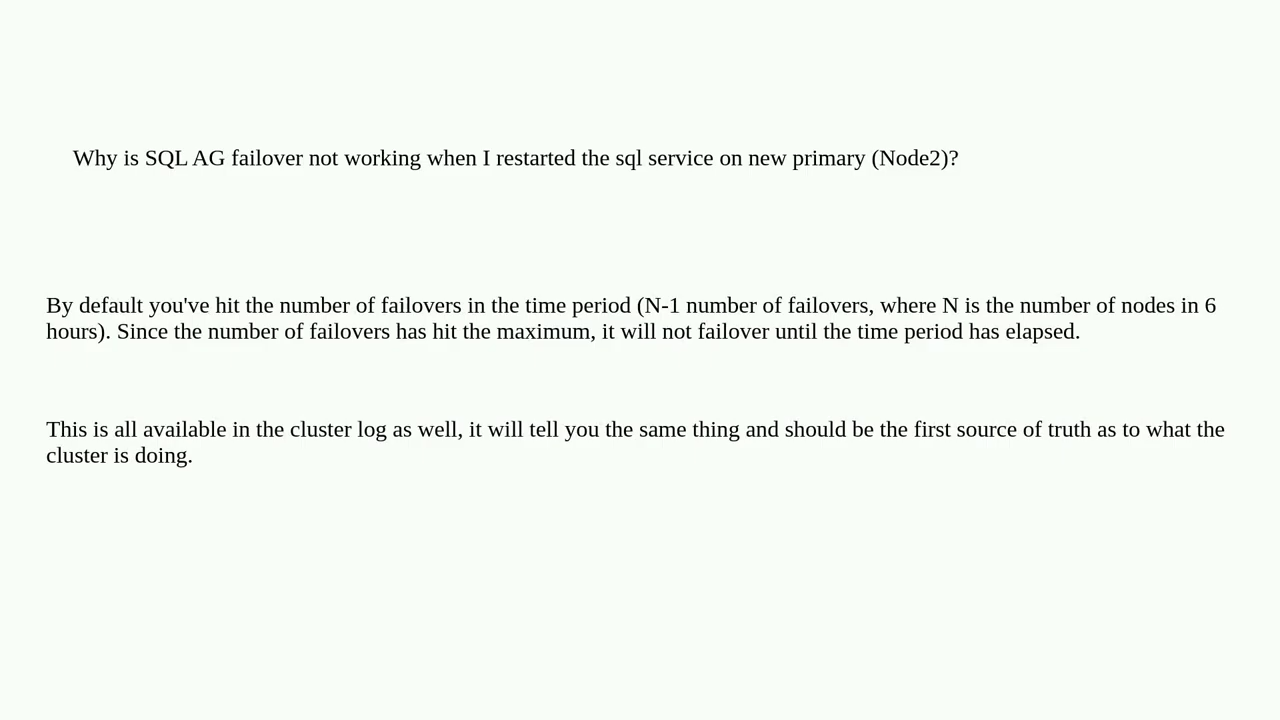 Why is SQL AG failover not working when I restarted the sql service on new primary (Node2)?
By default you've hit the number of failovers in the time period (N-1 number of failovers, where N is the number of nodes in 6
hours). Since the number of failovers has hit the maximum, it will not failover until the time period has elapsed.
This is all available in the cluster log as well, it will tell you the same thing and should be the first source of truth as to what the
cluster is doing.